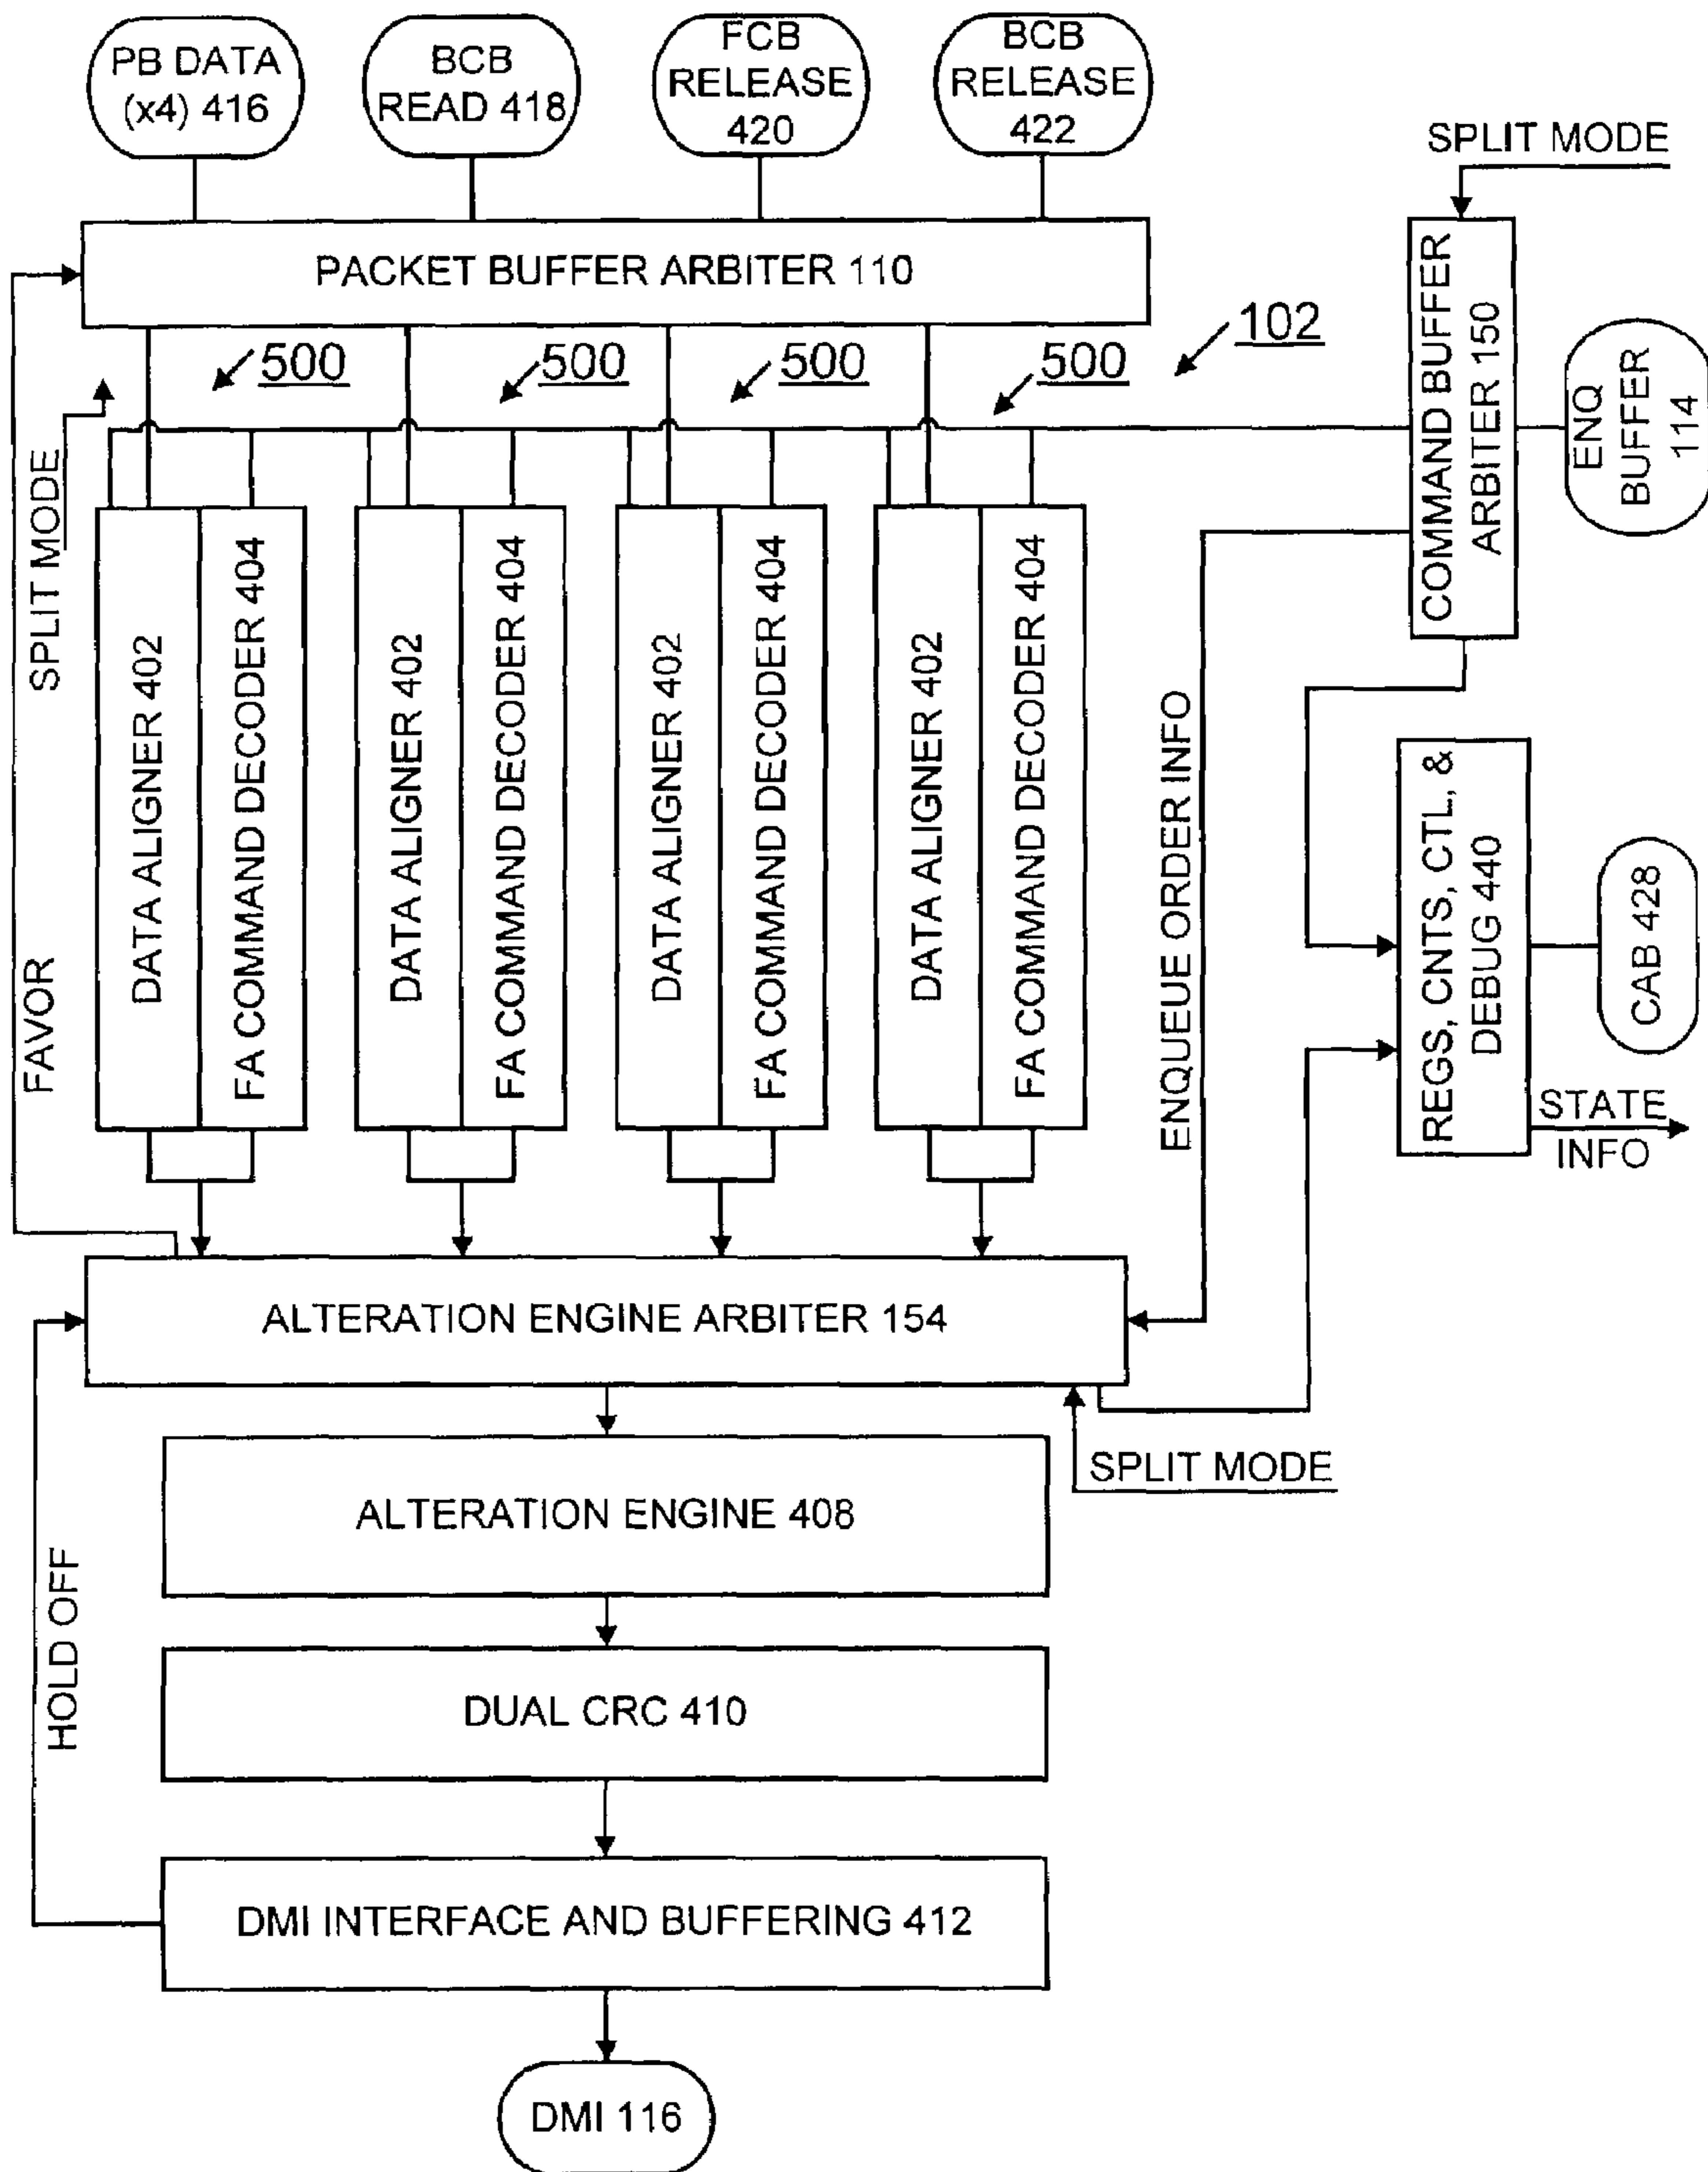 PB DATA
(x4) 416
BCB
READ 418
FCB
RELEASE
420
BCB
RELEASE
422
SPLIT MODE
PACKET BUFFER ARBITER 110
COMMAND BUFFER
ARBITER 150
ENQ
BUFFER
114
102
500
500
500
500
SPLIT MODE
FAVOR
DATA ALIGNER 402
FA COMMAND DECODER 404
DATA ALIGNER 402
FA COMMAND DECODER 404
DATA ALIGNER 402
FA COMMAND DECODER 404
DATA ALIGNER 402
FA COMMAND DECODER 404
ENQUEUE ORDER INFO
REGS, CNTS, CTL, &
DEBUG 440
CAB 428
STATE
INFO
ALTERATION ENGINE ARBITER 154
SPLIT MODE
ALTERATION ENGINE 408
HOLD OFF
DUAL CRC 410
DMI INTERFACE AND BUFFERING 412
DMI 116